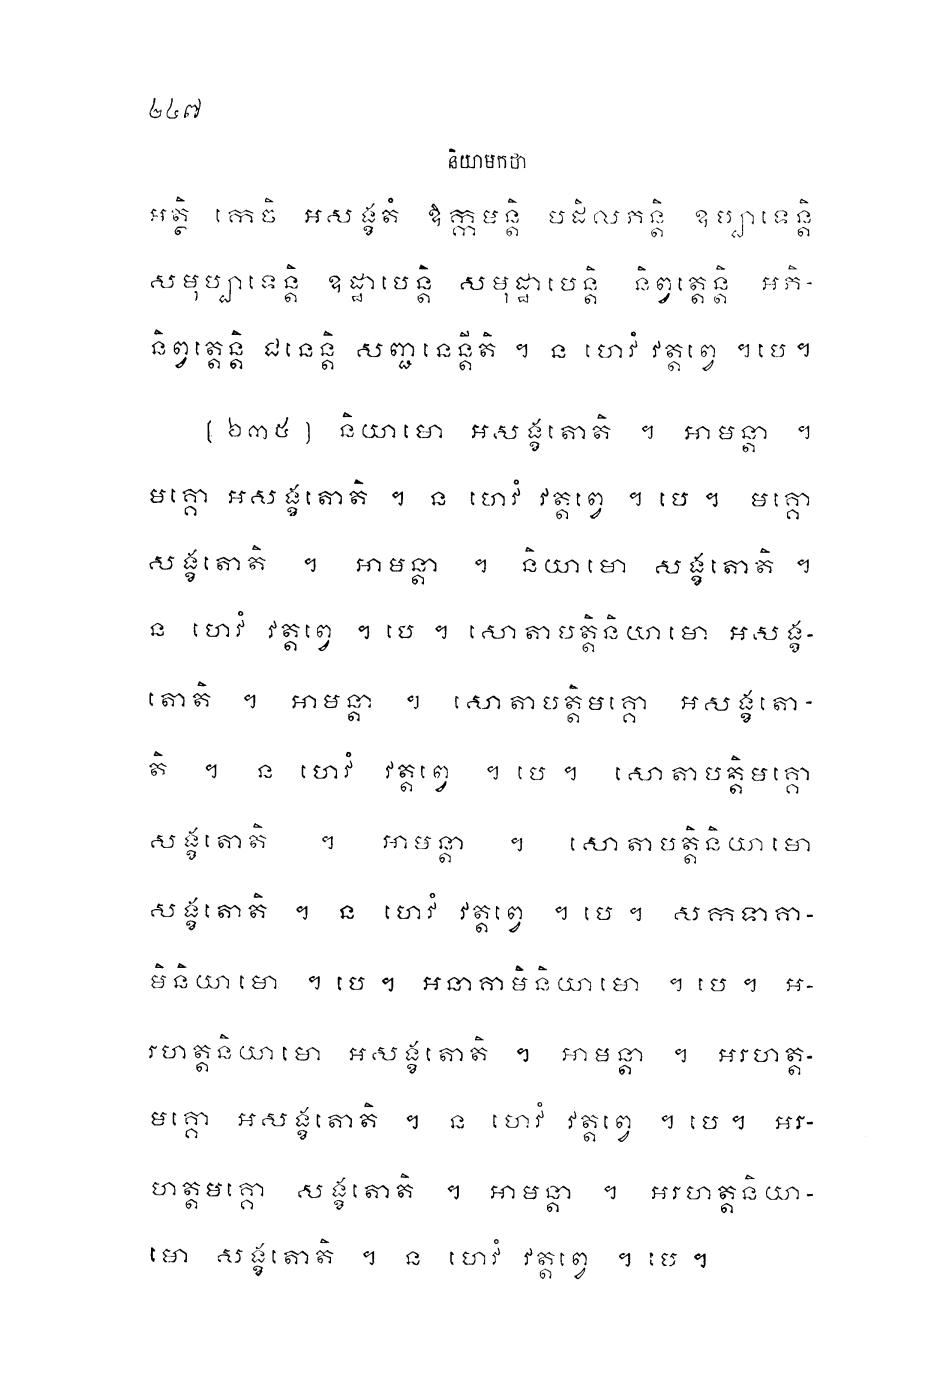 ២៤៧
និយាមកថា
អត្ថិ កេចិ អសង្ខតំ ឱក្កមន្តិ បដិលភន្តិ ឧប្បាទេន្តិ
សមុប្បាទេន្តិ ឧដ្ឋាបេន្តិ សមុដ្ឋាបេន្តិ និព្វត្តេន្តិ អភិ-
និព្វត្តេន្តិ ជនេន្តិ សញ្ជនេន្តីតិ ។ ន ហេវំ វត្តព្វេ ។បេ។
(៦៣៥) និយាមោ អសង្ខតោតិ ។ អាមន្តា ។
មគ្គោ អសង្ខតោតិ ។ ន ហេវំ វត្តព្វេ ។ បេ ។ មគ្គោ
សង្ខតោតិ ។ អាមន្តា ។ និយាមោ សង្ខតោតិ ។
ន ហេវំ វត្តព្វេ ។ បេ ។ សោតាបត្តិនិយាមោ អសង្ខ-
តោតិ ។ អាមន្តា ។ សោតាបត្តិមគ្គោ អសង្ខតោ-
តិ ។ ន ហេវំ វត្តព្វេ ។ បេ ។ សោតាបត្តិមគ្គោ
សង្ខតោតិ ។ អាមន្តា ។ សោតាបត្តិនិយាមោ
សង្ខតោតិ ។ ន ហេវំ វត្តព្វេ ។ បេ ។ សកទាគា-
មិនិយាមោ ។ បេ ។ អនាគាមិនិយាមោ ។ បេ ។ អ-
រហត្តនិយាមោ អសង្ខតោតិ ។ អាមន្តា ។ អរហត្ត-
មគ្គោ អសង្ខតោតិ ។ ន ហេវំ វត្តព្វេ ។ បេ ។ អរ-
ហត្តមគ្គោ សង្ខតោតិ ។ អាមន្តា ។ អរហត្តនិយា-
មោ សង្ខតោតិ ។ ន ហេវំ វត្តព្វេ ។ បេ ។